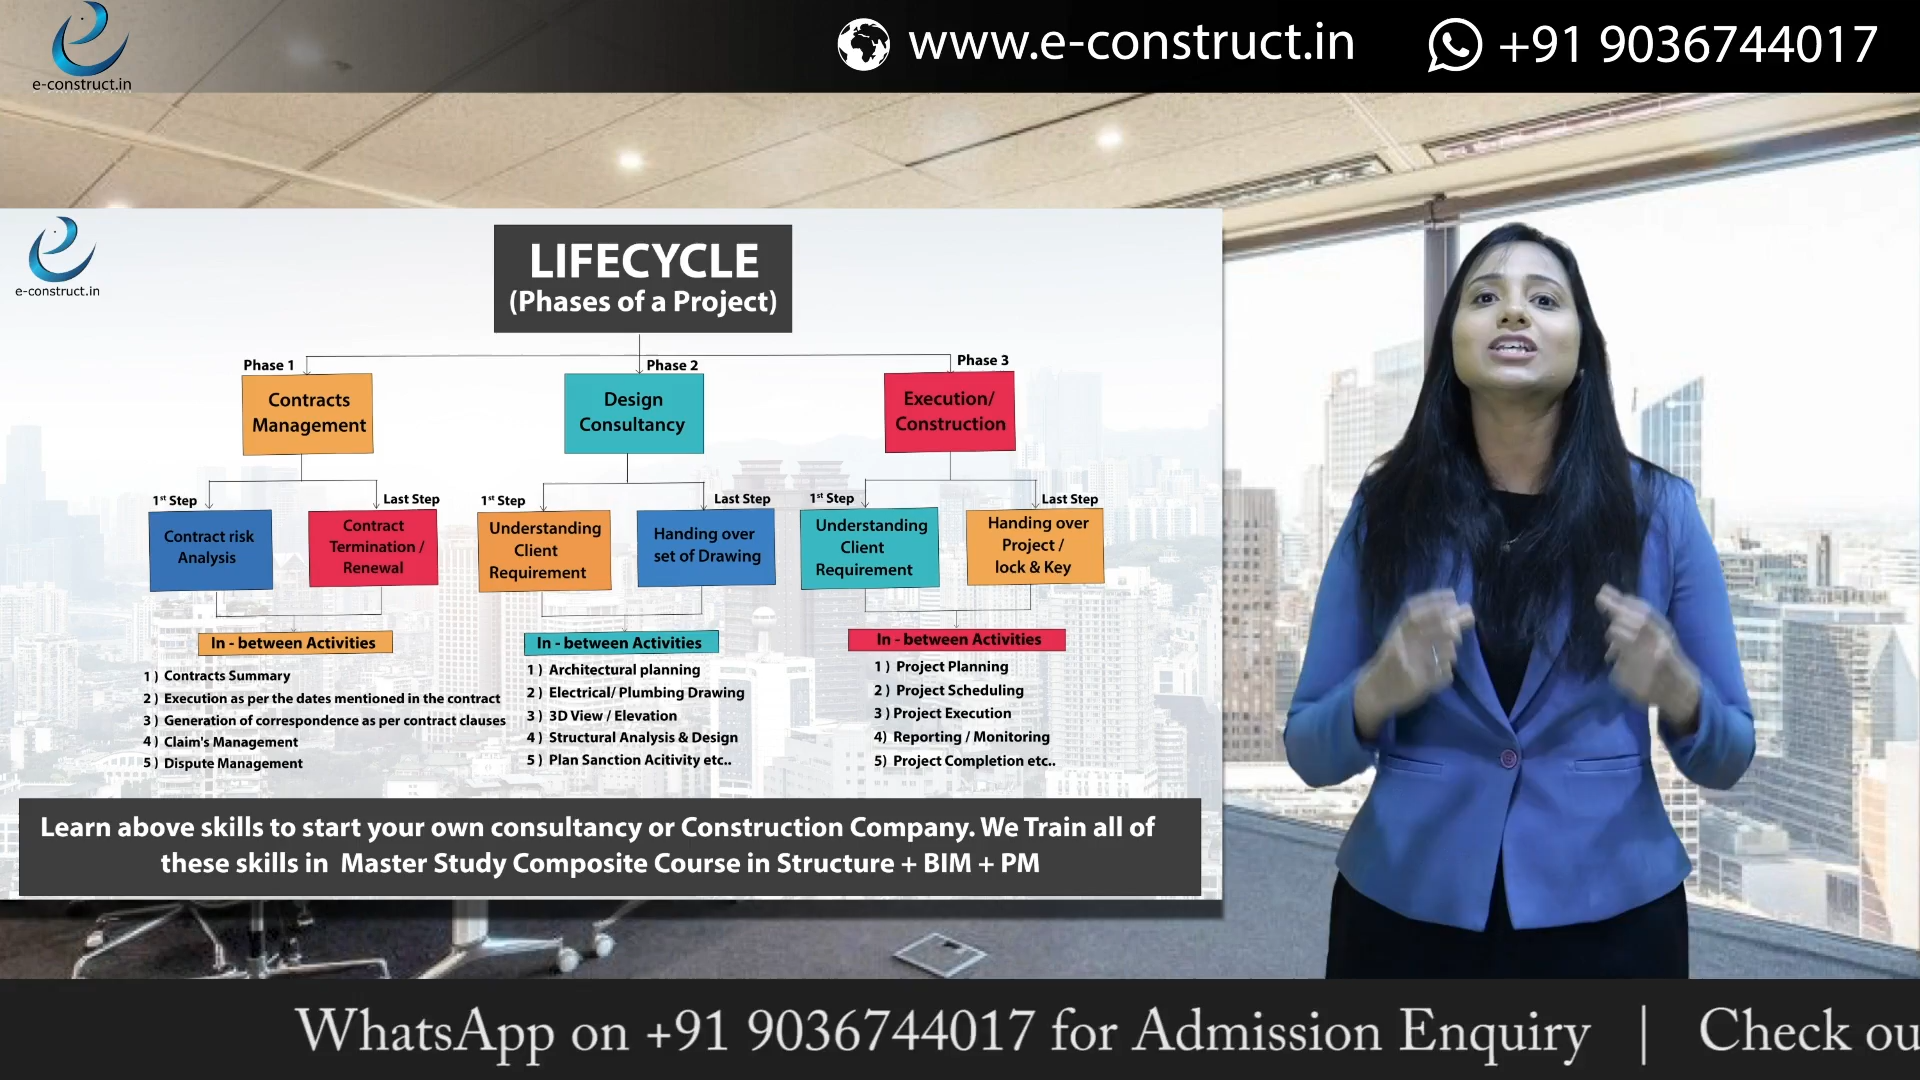 e-construct.in
www.e-construct.in
+91 9036744017
e-construct.in
LIFECYCLE
(Phases of a Project)
Phase 1
Contracts
Management
1st Step
Contract risk
Analysis
Last Step
Contract
Termination /
Renewal
In - between Activities
1 ) Contracts Summary
2 ) Execution as per the dates mentioned in the contract
3 ) Generation of correspondence as per contract clauses
4 ) Claim's Management
5 ) Dispute Management
Phase 2
Design
Consultancy
1st Step
Understanding
Client
Requirement
Last Step
Handing over
set of Drawing
In - between Activities
1 ) Architectural planning
2 ) Electrical/ Plumbing Drawing
3 ) 3D View / Elevation
4 ) Structural Analysis & Design
5 ) Plan Sanction Acitivity etc..
Phase 3
Execution/
Construction
1st Step
Understanding
Client
Requirement
Last Step
Handing over
Project /
lock & Key
In - between Activities
1 ) Project Planning
2 ) Project Scheduling
3 ) Project Execution
4) Reporting / Monitoring
5) Project Completion etc..
Learn above skills to start your own consultancy or Construction Company. We Train all of
these skills in Master Study Composite Course in Structure + BIM + PM
WhatsApp on +91 9036744017 for Admission Enquiry | Check ou